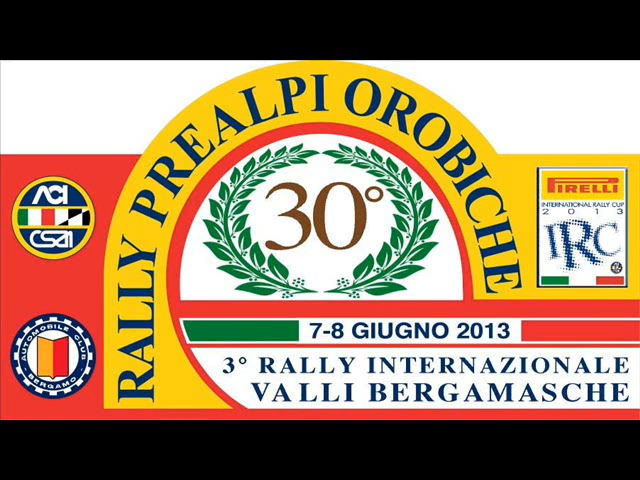 RALLY PREALPI OROBICHE
30°
ACI
CSAI
PIRELLI
INTERNATIONAL RALLY CUP
2013
IRC
AUTOMOBILE CLUB
BERGAMO
7-8 GIUGNO 2013
3° RALLY INTERNAZIONALE
VALLI BERGAMASCHE